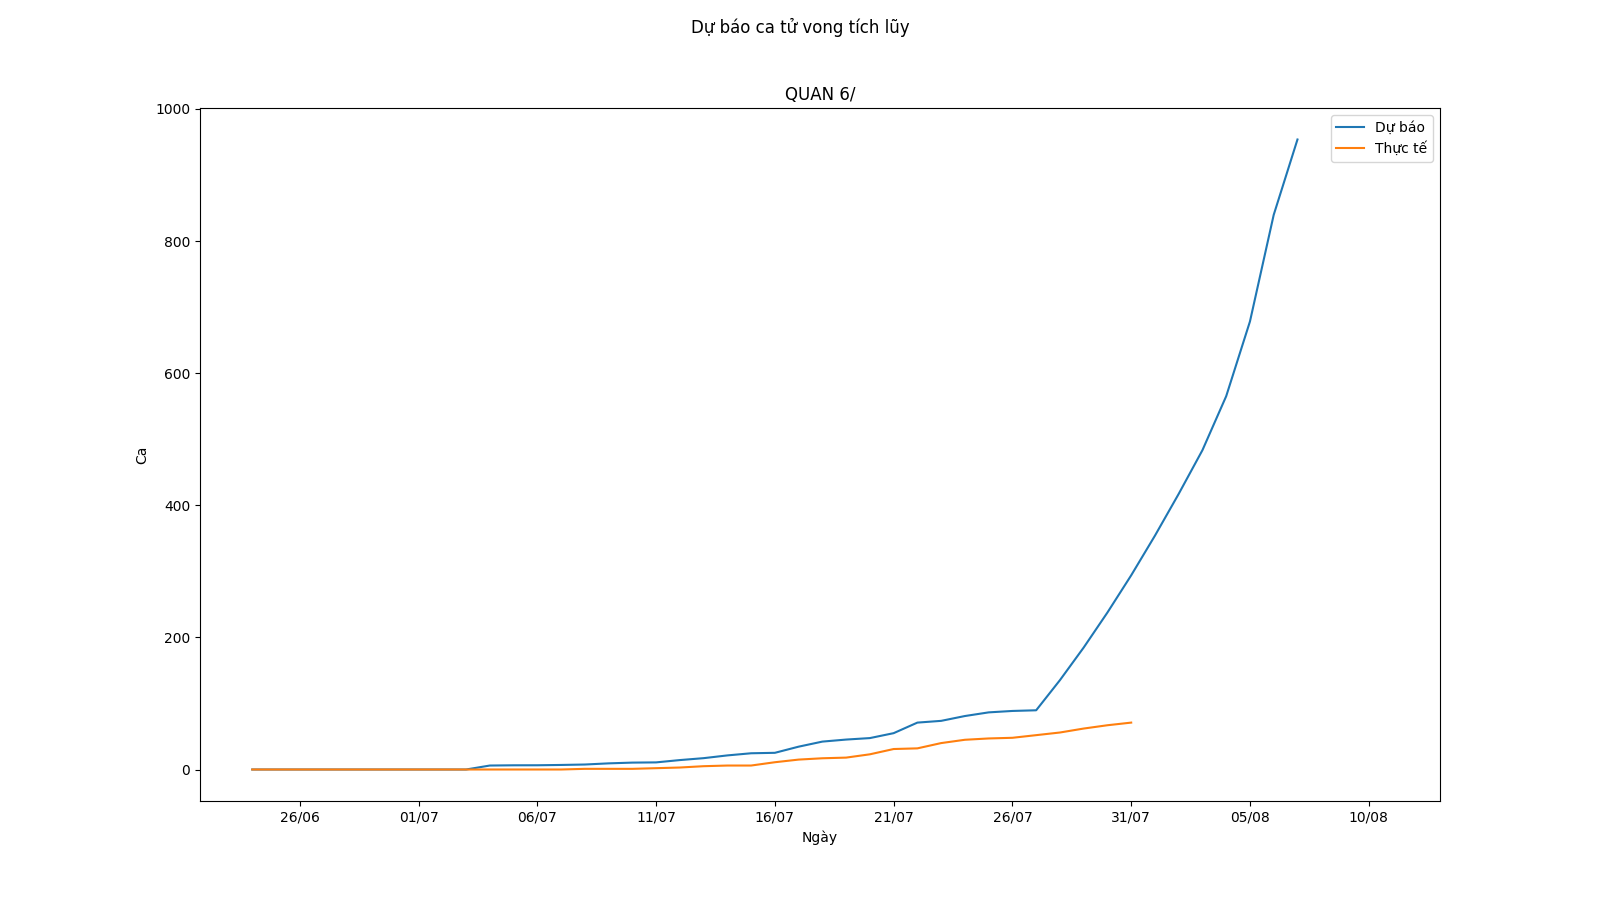 Dự báo ca tử vong tích lũy
QUAN 6/
1000
800
600
400
200
0
Ca
Dự báo
Thực tế
26/06 01/07 06/07 11/07 16/07 21/07 26/07 31/07 05/08 10/08
Ngày